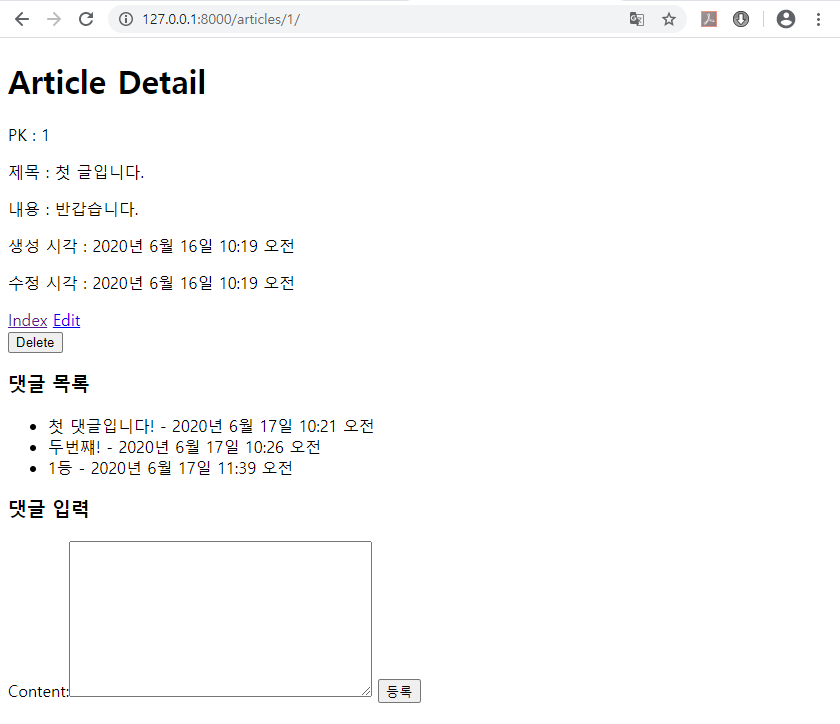 127.0.0.1:8000/articles/1/
Article Detail
PK : 1
제목 : 첫 글입니다.
내용 : 반갑습니다.
생성 시각 : 2020년 6월 16일 10:19 오전
수정 시각 : 2020년 6월 16일 10:19 오전
Index Edit
Delete
댓글 목록
첫 댓글입니다! - 2020년 6월 17일 10:21 오전
두번쨰! - 2020년 6월 17일 10:26 오전
1등 - 2020년 6월 17일 11:39 오전
댓글 입력
Content: 등록